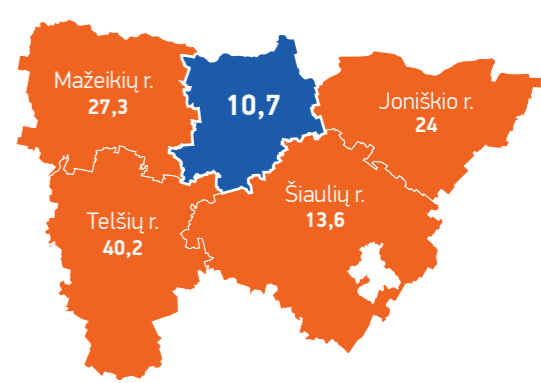 Mažeikių r.
27,3
10,7
Joniškio r.
24
Telšių r.
40,2
Šiaulių r.
13,6